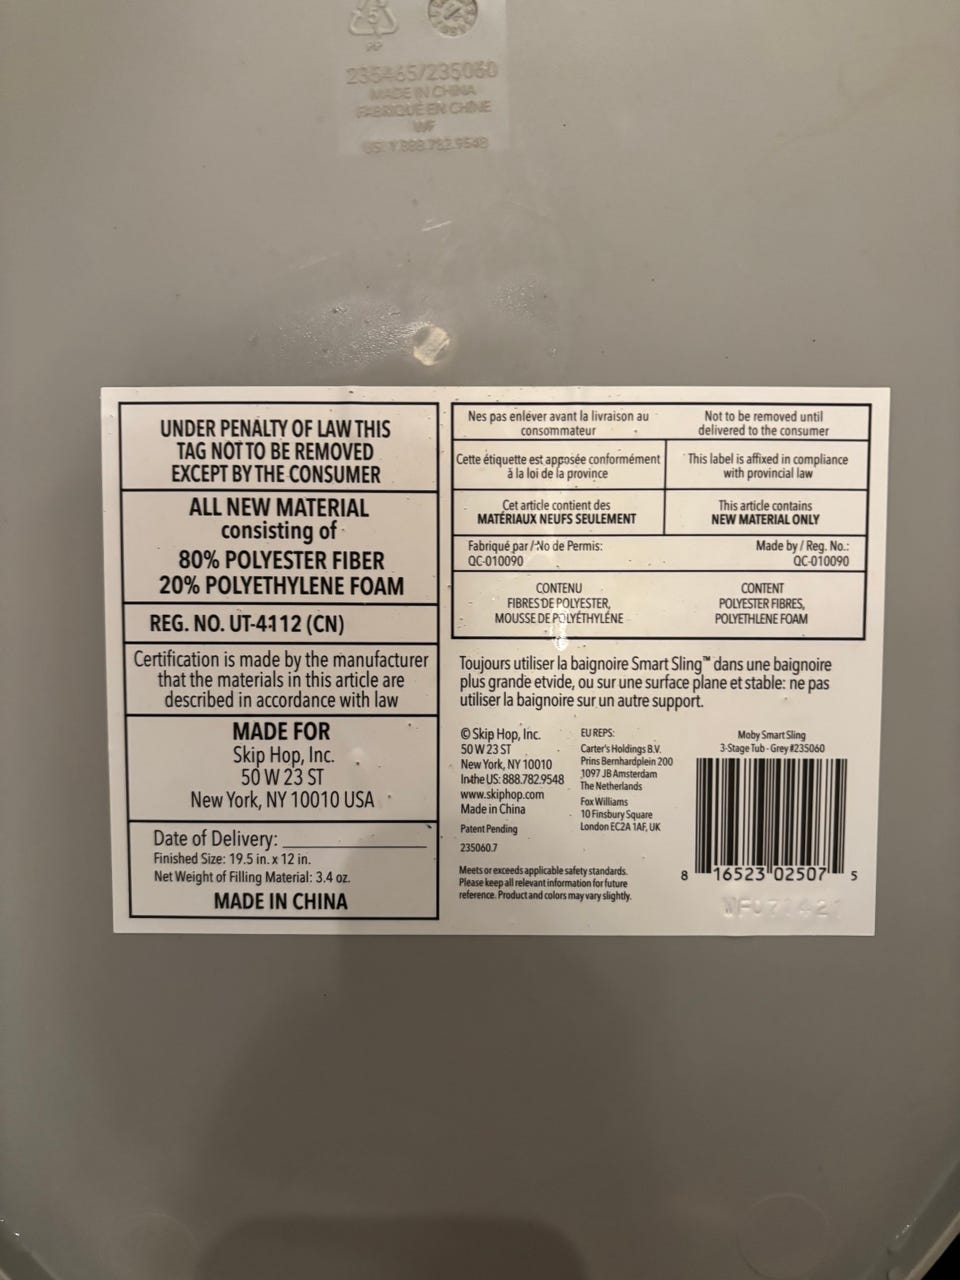 5
PP
235465/235060
MADE IN CHINA
FABRIQUÉ EN CHINE
WF
US: 1.888.782.9548
UNDER PENALTY OF LAW THIS
TAG NOT TO BE REMOVED
EXCEPT BY THE CONSUMER
ALL NEW MATERIAL
consisting of
80% POLYESTER FIBER
20% POLYETHYLENE FOAM
REG. NO. UT-4112 (CN)
Certification is made by the manufacturer
that the materials in this article are
described in accordance with law
MADE FOR
Skip Hop, Inc.
50 W 23 ST
New York, NY 10010 USA
Date of Delivery:
Finished Size: 19.5 in. x 12 in.
Net Weight of Filling Material: 3.4 oz.
MADE IN CHINA
Nes pas enléver avant la livraison au
consommateur
Not to be removed until
delivered to the consumer
Cette étiquette est apposée conformément
à la loi de la province
This label is affixed in compliance
with provincial law
Cet article contient des
MATÉRIAUX NEUFS SEULEMENT
This article contains
NEW MATERIAL ONLY
Fabriqué par / No de Permis:
QC-010090
Made by / Reg. No.:
QC-010090
CONTENU
FIBRES DE POLYESTER,
MOUSSE DE POLYÉTHYLÉNE
CONTENT
POLYESTER FIBRES,
POLYETHLENE FOAM
Toujours utiliser la baignoire Smart Sling™ dans une baignoire
plus grande etvide, ou sur une surface plane et stable: ne pas
utiliser la baignoire sur un autre support.
© Skip Hop, Inc.
50 W 23 ST
New York, NY 10010
In the US: 888.782.9548
www.skiphop.com
Made in China
Patent Pending
235060.7
EU REPS:
Carter's Holdings B.V.
Prins Bernhardplein 200
1097 JB Amsterdam
The Netherlands
Fox Williams
10 Finsbury Square
London EC2A 1AF, UK
Meets or exceeds applicable safety standards.
Please keep all relevant information for future
reference. Product and colors may vary slightly.
Moby Smart Sling
3-Stage Tub - Grey #235060
8 16523 02507 5